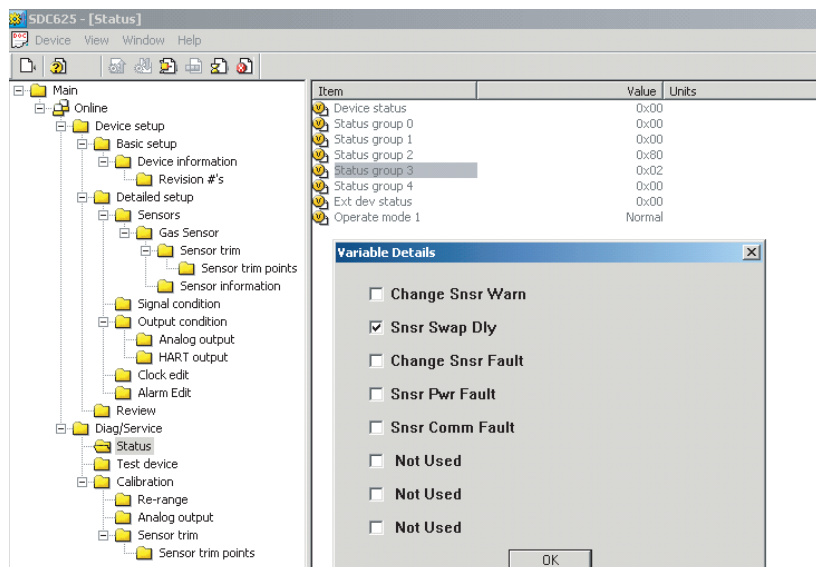 SDC625 - [Status]
Device View Window Help
Main
Online
Device setup
Basic setup
Device information
Revision #'s
Detailed setup
Sensors
Gas Sensor
Sensor trim
Sensor trim points
Sensor information
Signal condition
Output condition
Analog output
HART output
Clock edit
Alarm Edit
Review
Diag/Service
Status
Test device
Calibration
Re-range
Analog output
Sensor trim
Sensor trim points
Item Value Units
Device status 0x00
Status group 0 0x00
Status group 1 0x00
Status group 2 0x80
Status group 3 0x02
Status group 4 0x00
Ext dev status 0x00
Operate mode 1 Normal
Variable Details
Change Snsr Warn
Snsr Swap Dly
Change Snsr Fault
Snsr Pwr Fault
Snsr Comm Fault
Not Used
Not Used
Not Used
OK